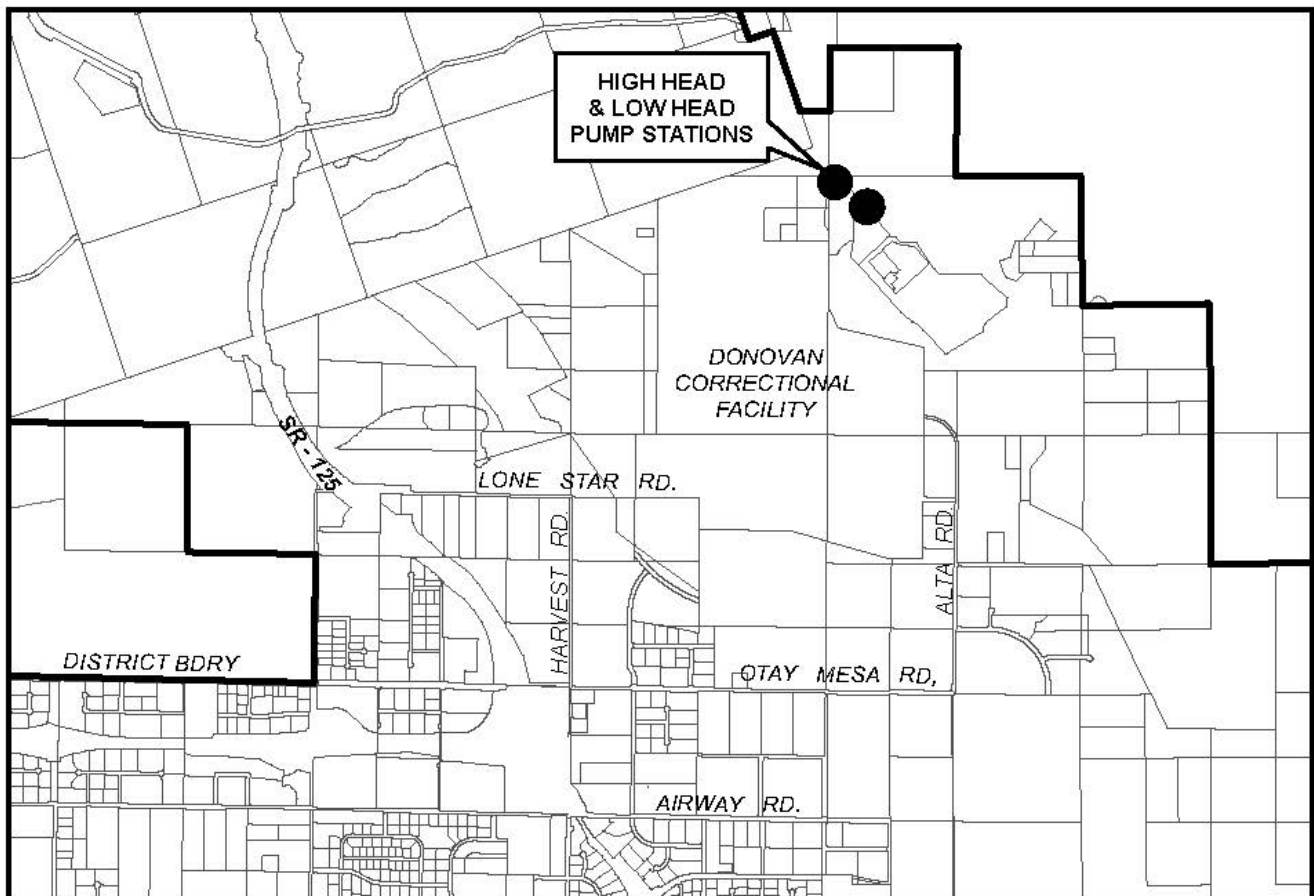 HIGH HEAD
& LOW HEAD
PUMP STATIONS
DONOVAN
CORRECTIONAL
FACILITY
SR - 125
LONE STAR RD.
HARVEST RD.
ALTA RD.
DISTRICT BDRY
OTAY MESA RD,
AIRWAY RD.